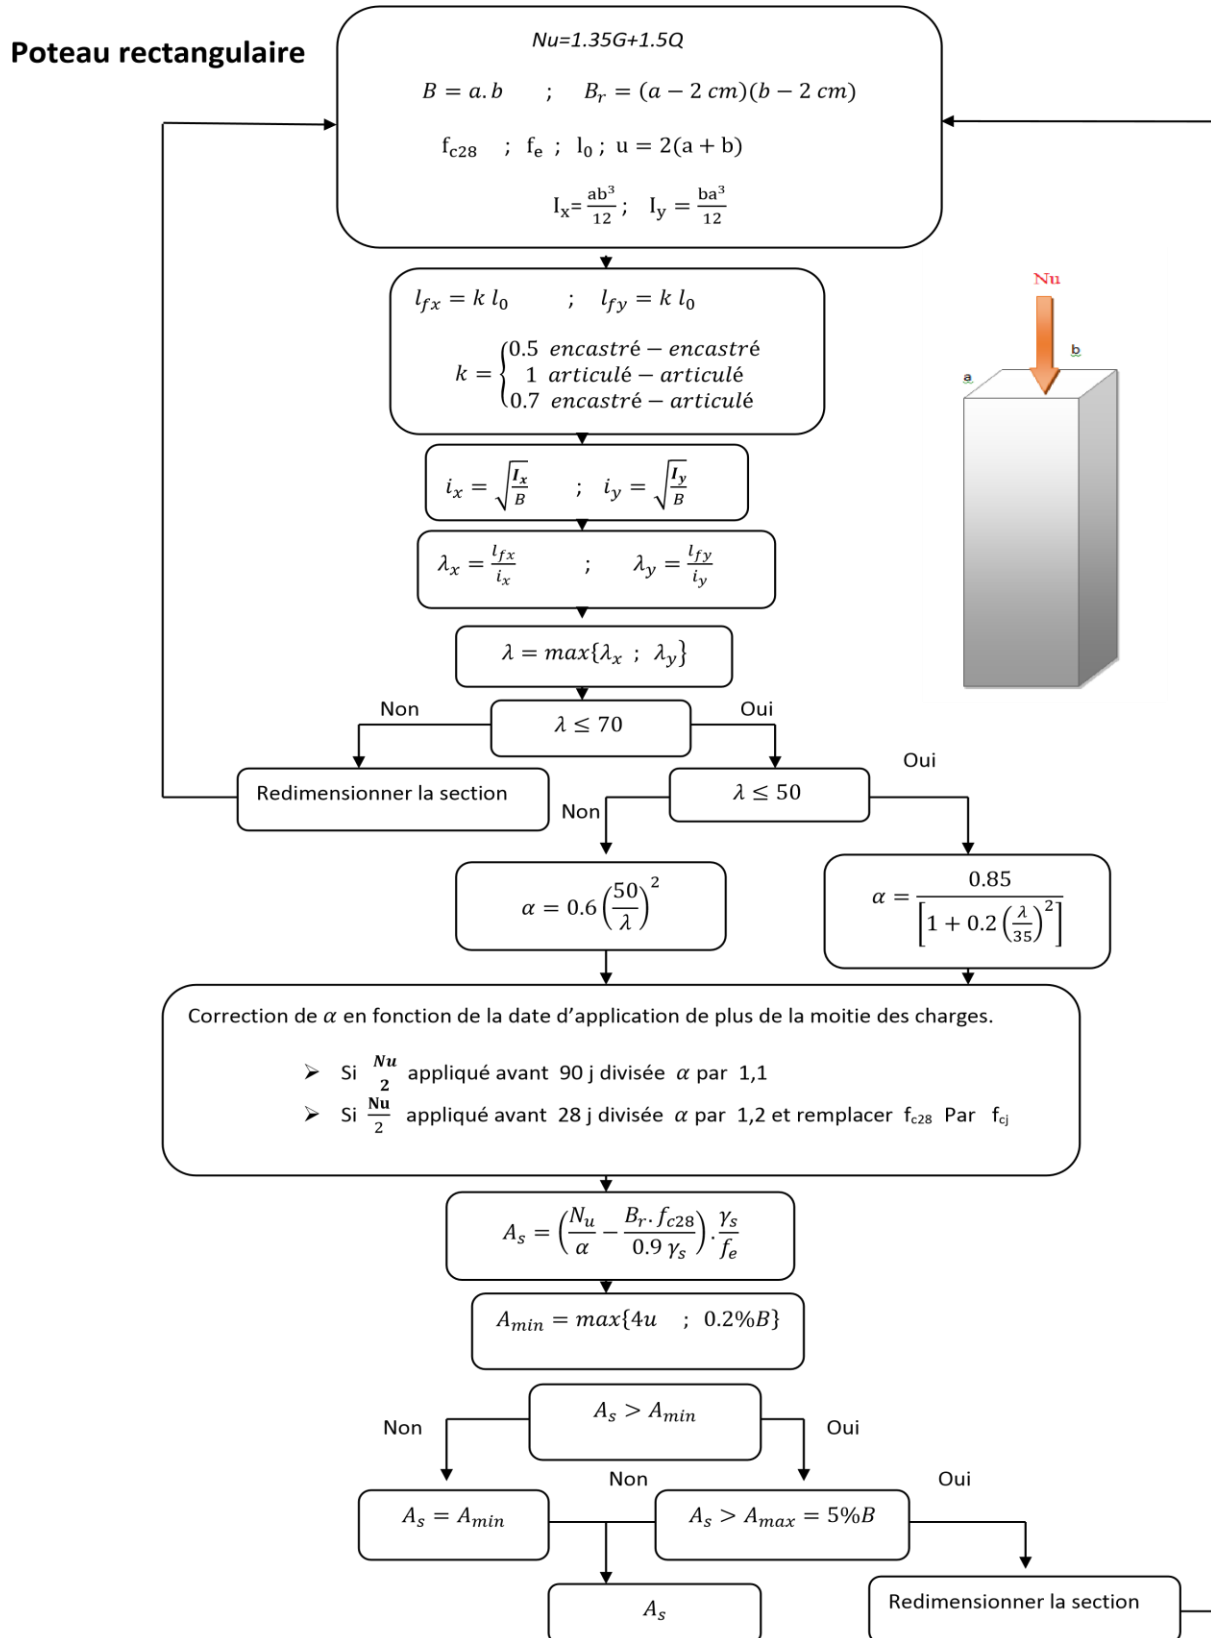 Poteau rectangulaire
Nu=1.35G+1.5Q
B = a.b ; B_r = (a − 2 cm)(b − 2 cm)
f_c28 ; f_e ; l_0 ; u = 2(a + b)
I_x= ab³/12 ; I_y = ba³/12
l_fx = k l_0 ; l_fy = k l_0
k = { 0.5 encastré − encastré
1 articulé − articulé
0.7 encastré − articulé
Nu
b
a
i_x = √(I_x/B) ; i_y = √(I_y/B)
λ_x = l_fx/i_x ; λ_y = l_fy/i_y
λ = max{λ_x ; λ_y}
Non
λ ≤ 70
Oui
Redimensionner la section
λ ≤ 50
Oui
Non
α = 0.6 (50/λ)²
α = 0.85/[1 + 0.2 (λ/35)²]
Correction de α en fonction de la date d’application de plus de la moitie des charges.
➢ Si Nu/2 appliqué avant 90 j divisée α par 1,1
➢ Si Nu/2 appliqué avant 28 j divisée α par 1,2 et remplacer f_c28 Par f_cj
A_s = (N_u/α − B_r.f_c28/0.9 γ_s).γ_s/f_e
A_min = max{4u ; 0.2%B}
A_s > A_min
Non
Oui
Non
Oui
A_s = A_min
A_s > A_max = 5%B
A_s
Redimensionner la section